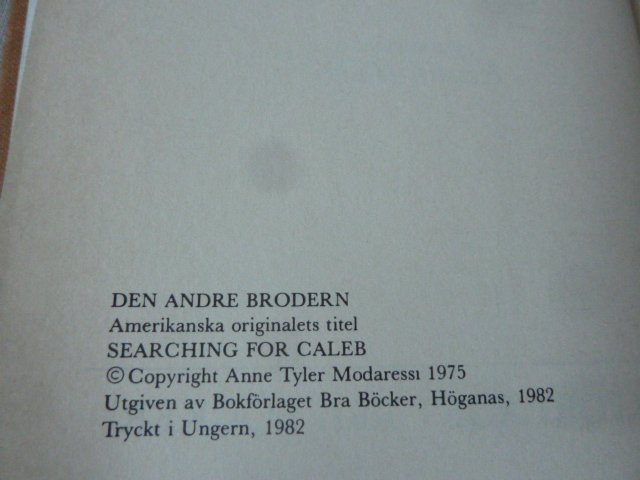 DEN ANDRE BRODERN
Amerikanska originalets titel
SEARCHING FOR CALEB
© Copyright Anne Tyler Modaressı 1975
Utgiven av Bokförlaget Bra Böcker, Höganas, 1982
Tryckt i Ungern, 1982